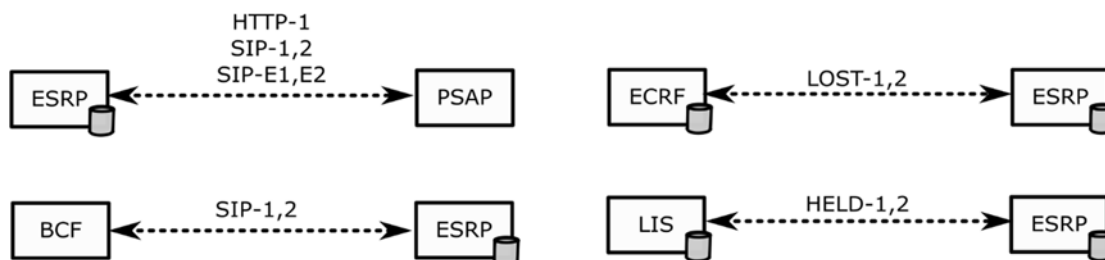 HTTP-1
SIP-1,2
SIP-E1,E2
ESRP
PSAP
ECRF
LOST-1,2
ESRP
BCF
SIP-1,2
ESRP
LIS
HELD-1,2
ESRP